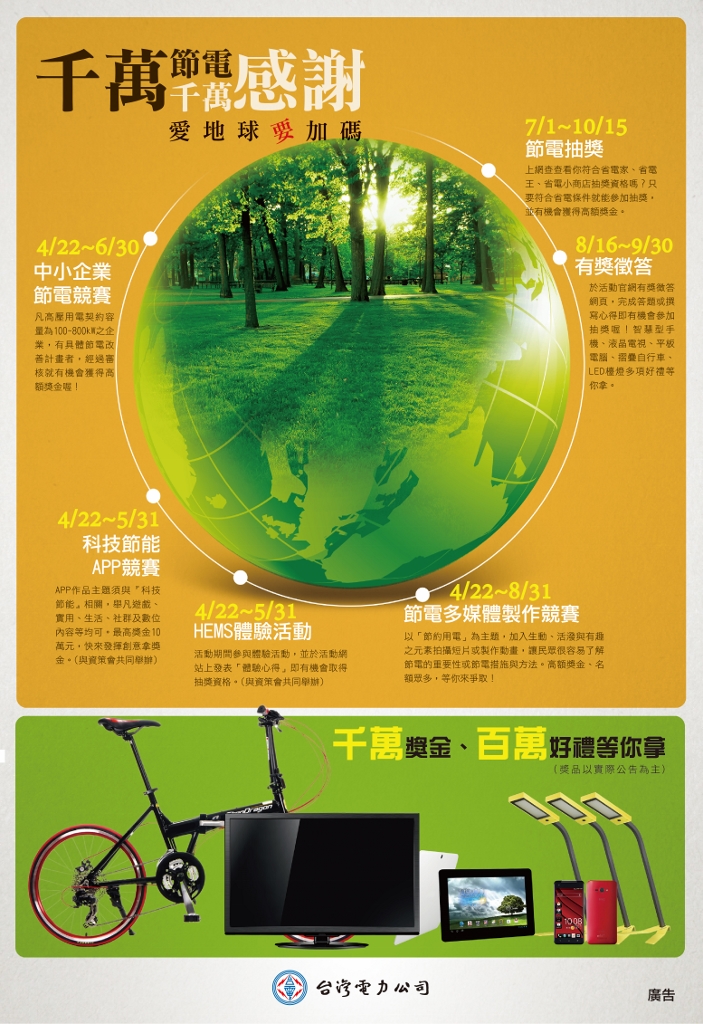 千萬節電
千萬感謝
愛地球要加碼
7/1~10/15
節電抽獎
上網查查看你符合省電家、省電
王、省電小商店抽獎資格嗎？只
要符合省電條件就能參加抽獎，
並有機會獲得高額獎金。
4/22~6/30
中小企業
節電競賽
凡高壓用電契約容
量為100-800kW之企
業，有具體節電改
善計畫者，經過審
核就有機會獲得高
額獎金喔！
8/16~9/30
有獎徵答
於活動官網有獎徵答
網頁，完成答題或撰
寫心得即有機會參加
抽獎喔！智慧型手
機、液晶電視、平板
電腦、摺疊自行車、
LED檯燈多項好禮等
你拿。
4/22~5/31
科技節能
APP競賽
APP作品主題須與『科技
節能』相關，舉凡遊戲、
實用、生活、社群及數位
內容等均可，最高獎金10
萬元，快來發揮創意拿獎
金。（與資策會共同舉辦）
4/22~5/31
HEMS體驗活動
活動期間參與體驗活動，並於活動網
站上發表「體驗心得」即有機會取得
抽獎資格。（與資策會共同舉辦）
4/22~8/31
節電多媒體製作競賽
以「節約用電」為主題，加入生動、活潑與有趣
之元素拍攝短片或製作動畫，讓民眾很容易了解
節電的重要性或節電措施與方法。高額獎金、名
額眾多，等你來爭取！
千萬獎金、百萬好禮等你拿
（獎品以實際公告為主）
10:08
台灣電力公司
廣告